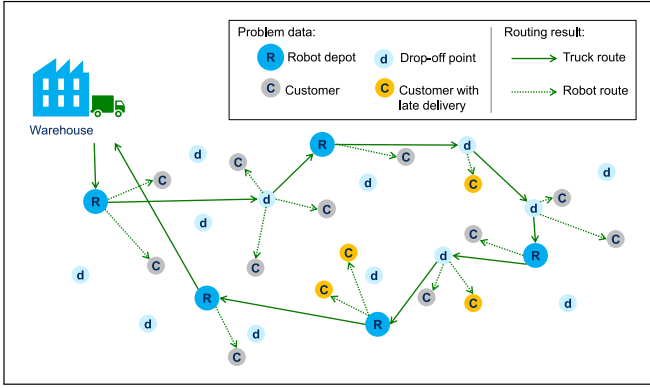 Problem data:
R Robot depot
d Drop-off point
C Customer
C Customer with
late delivery
Routing result:
Truck route
Robot route
Warehouse
R
d
d
C
C
d
C
d
C
R
d
C
C
d
d
C
C
C
d
R
C
C
d
d
C
R
C
C
d
d
R
d
C